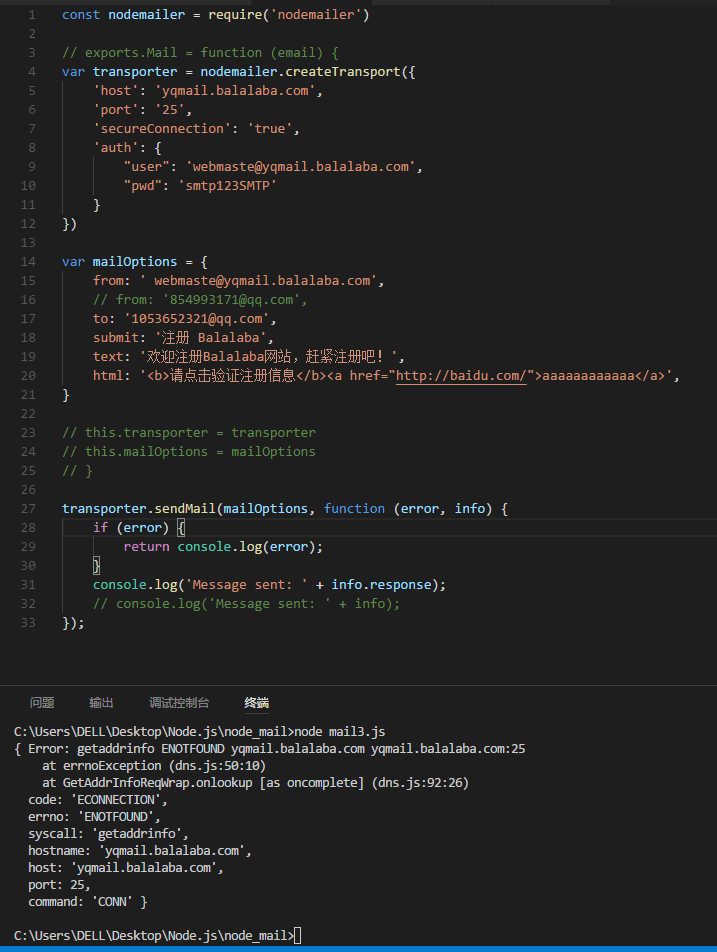 1 const nodemailer = require('nodemailer')
2
3 // exports.Mail = function (email) {
4 var transporter = nodemailer.createTransport({
5 'host': 'yqmail.balalaba.com',
6 'port': '25',
7 'secureConnection': 'true',
8 'auth': {
9 "user": 'webmaste@yqmail.balalaba.com',
10 "pwd": 'smtp123SMTP'
11 }
12 })
13
14 var mailOptions = {
15 from: ' webmaste@yqmail.balalaba.com',
16 // from: '854993171@qq.com',
17 to: '1053652321@qq.com',
18 submit: '注册 Balalaba',
19 text: '欢迎注册Balalaba网站，赶紧注册吧！',
20 html: '<b>请点击验证注册信息</b><a href="http://baidu.com/">aaaaaaaaaaaa</a>',
21 }
22
23 // this.transporter = transporter
24 // this.mailOptions = mailOptions
25 // }
26
27 transporter.sendMail(mailOptions, function (error, info) {
28 if (error) {
29 return console.log(error);
30 }
31 console.log('Message sent: ' + info.response);
32 // console.log('Message sent: ' + info);
33 });
问题 输出 调试控制台 终端
C:\Users\DELL\Desktop\Node.js\node_mail>node mail3.js
{ Error: getaddrinfo ENOTFOUND yqmail.balalaba.com yqmail.balalaba.com:25
at errnoException (dns.js:50:10)
at GetAddrInfoReqWrap.onlookup [as oncomplete] (dns.js:92:26)
code: 'ECONNECTION',
errno: 'ENOTFOUND',
syscall: 'getaddrinfo',
hostname: 'yqmail.balalaba.com',
host: 'yqmail.balalaba.com',
port: 25,
command: 'CONN' }
C:\Users\DELL\Desktop\Node.js\node_mail>